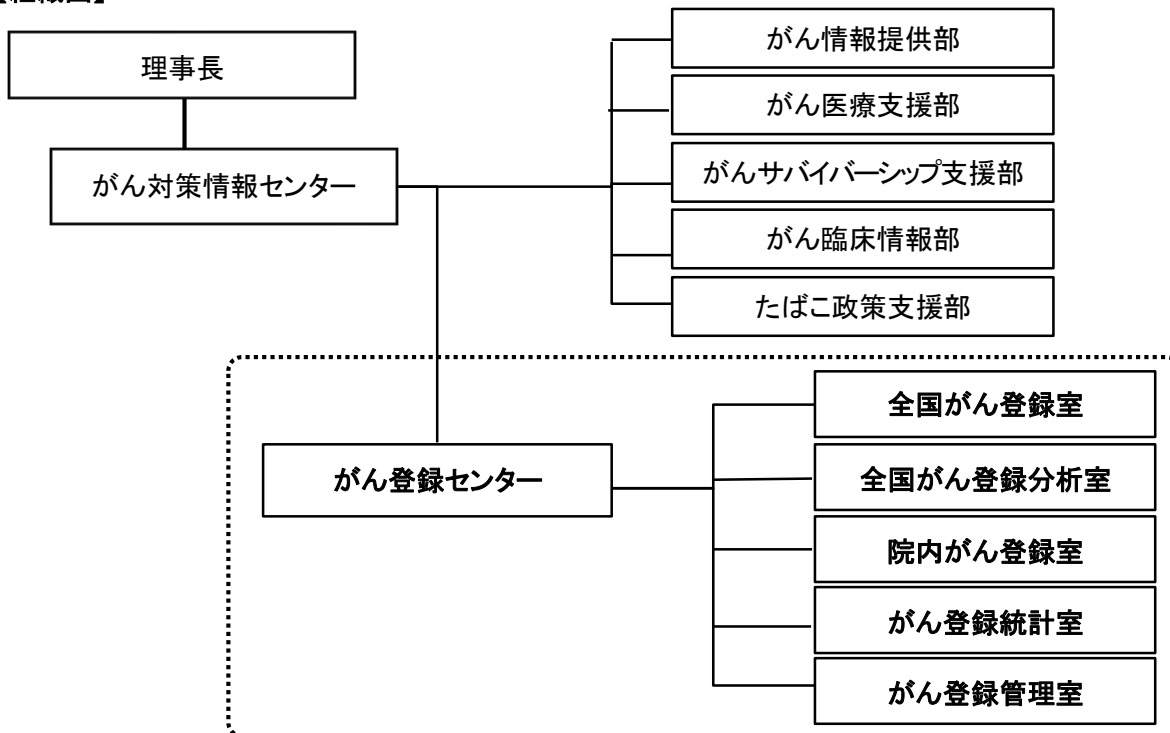 理事長
がん対策情報センター
がん情報提供部
がん医療支援部
がんサバイバーシップ支援部
がん臨床情報部
たばこ政策支援部
がん登録センター
全国がん登録室
全国がん登録分析室
院内がん登録室
がん登録統計室
がん登録管理室